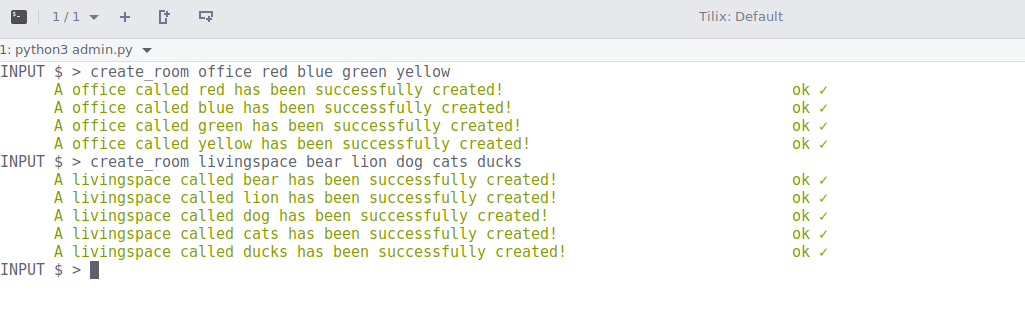 1 / 1
Tilix: Default
1: python3 admin.py
INPUT $ > create_room office red blue green yellow
A office called red has been successfully created! ok ✓
A office called blue has been successfully created! ok ✓
A office called green has been successfully created! ok ✓
A office called yellow has been successfully created! ok ✓
INPUT $ > create_room livingspace bear lion dog cats ducks
A livingspace called bear has been successfully created! ok ✓
A livingspace called lion has been successfully created! ok ✓
A livingspace called dog has been successfully created! ok ✓
A livingspace called cats has been successfully created! ok ✓
A livingspace called ducks has been successfully created! ok ✓
INPUT $ >